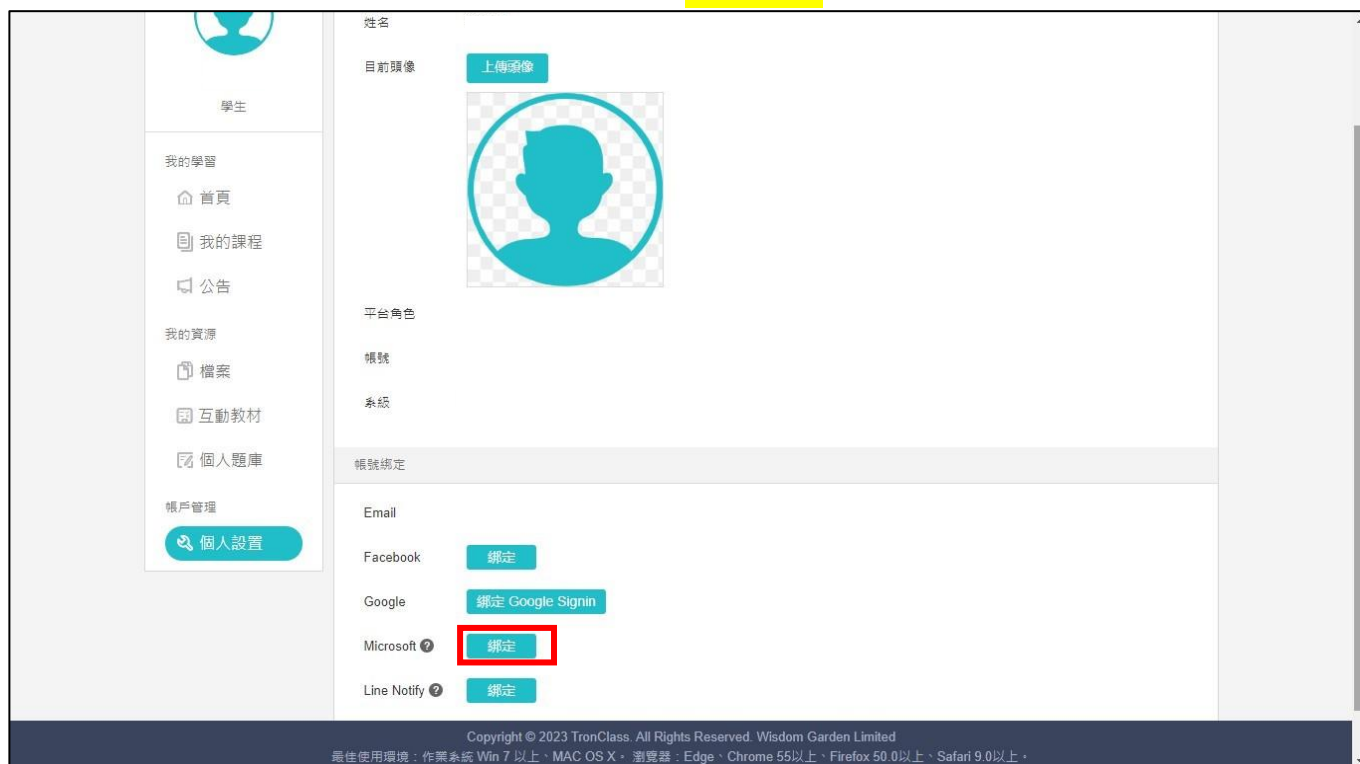 學生
我的學習
首頁
我的課程
公告
我的資源
檔案
互動教材
個人題庫
帳戶管理
個人設置
姓名
目前頭像 上傳頭像
平台角色
帳號
系級
帳號綁定
Email
Facebook 綁定
Google 綁定 Google Signin
Microsoft ? 綁定
Line Notify ? 綁定
Copyright © 2023 TronClass. All Rights Reserved. Wisdom Garden Limited
最佳使用環境：作業系統 Win 7 以上、MAC OS X。 瀏覽器：Edge、Chrome 55以上、Firefox 50.0以上、Safari 9.0以上。